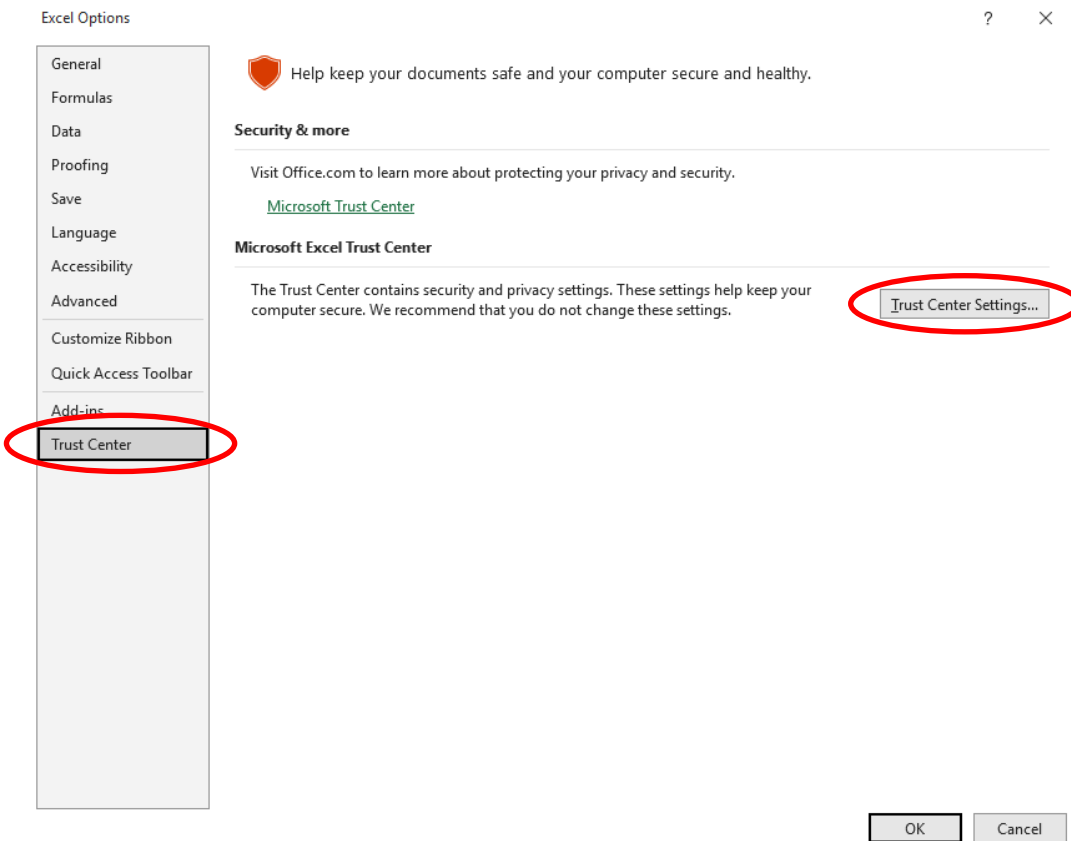 Excel Options
?
General
Formulas
Data
Proofing
Save
Language
Accessibility
Advanced
Customize Ribbon
Quick Access Toolbar
Add-ins
Trust Center
Help keep your documents safe and your computer secure and healthy.
Security & more
Visit Office.com to learn more about protecting your privacy and security.
Microsoft Trust Center
Microsoft Excel Trust Center
The Trust Center contains security and privacy settings. These settings help keep your
computer secure. We recommend that you do not change these settings.
Trust Center Settings...
OK
Cancel